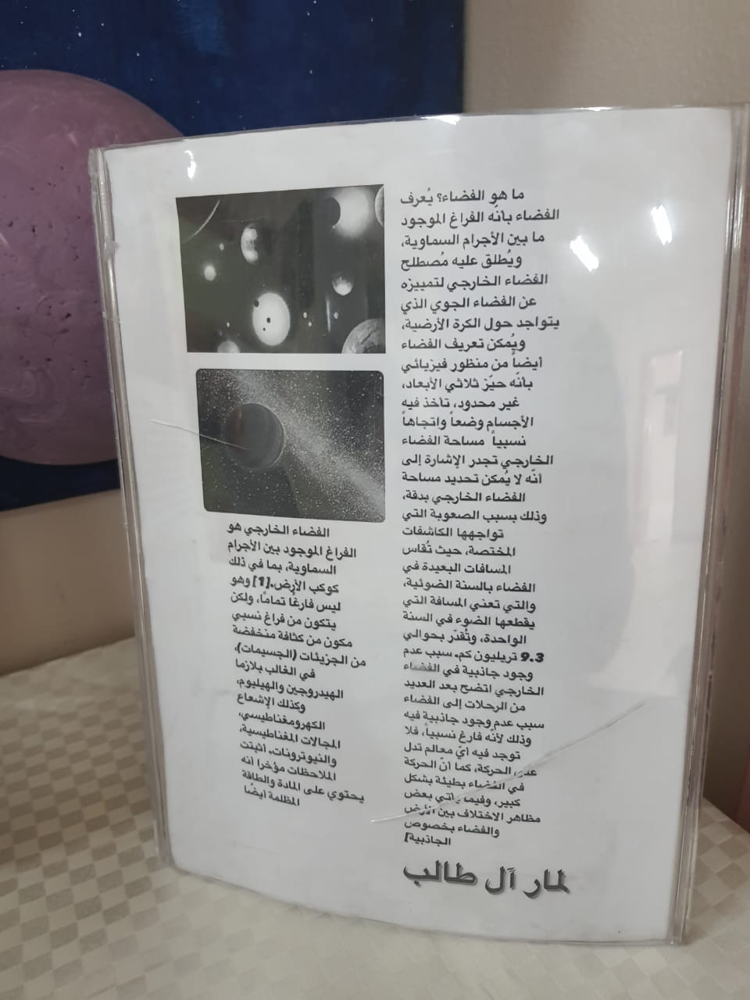 ما هو الفضاء؟ يُعرف
الفضاء بأنّه الفراغ الموجود
ما بين الأجرام السماوية،
ويُطلق عليه مُصطلح
الفضاء الخارجي لتمييزه
عن الفضاء الجوي الذي
يتواجد حول الكرة الأرضية،
ويُمكن تعريف الفضاء
أيضاً من منظور فيزيائي
بأنّه حيّز ثلاثي الأبعاد،
غير محدود، تأخذ فيه
الأجسام وضعاً واتجاهاً
نسبياً مساحة الفضاء
الخارجي تجدر الإشارة إلى
أنّه لا يُمكن تحديد مساحة
الفضاء الخارجي بدقة،
وذلك بسبب الصعوبة التي
تواجهها الكاشفات
المختصة، حيث تُقاس
المسافات البعيدة في
الفضاء بالسنة الضوئية،
والتي تعني المسافة التي
يقطعها الضوء في السنة
الواحدة، وتُقدّر بحوالي
9.3 تريليون كم. سبب عدم
وجود جاذبية في الفضاء
الخارجي اتضح بعد العديد
من الرحلات إلى الفضاء
سبب عدم وجود جاذبية فيه
وذلك لأنّه فارغ نسبياً، فلا
توجد فيه أيّ معالم تدل
على الحركة، كما أنّ الحركة
في الفضاء بطيئة بشكل
كبير، وفيما يأتي بعض
مظاهر الاختلاف بين الأرض
والفضاء بخصوص
الجاذبية]
لمار آل طالب
الفضاء الخارجي هو
الفراغ الموجود بين الأجرام
السماوية، بما في ذلك
كوكب الأرض.[1] وهو
ليس فارغًا تمامًا، ولكن
يتكون من فراغ نسبي
مكون من كثافة منخفضة
من الجزيئات (الجسيمات)،
في الغالب بلازما
الهيدروجين والهيليوم،
وكذلك الإشعاع
الكهرومغناطيسي،
المجالات المغناطيسية،
والنيوترونات. أثبتت
الملاحظات مؤخرا أنه
يحتوي على المادة والطاقة
المظلمة أيضًا